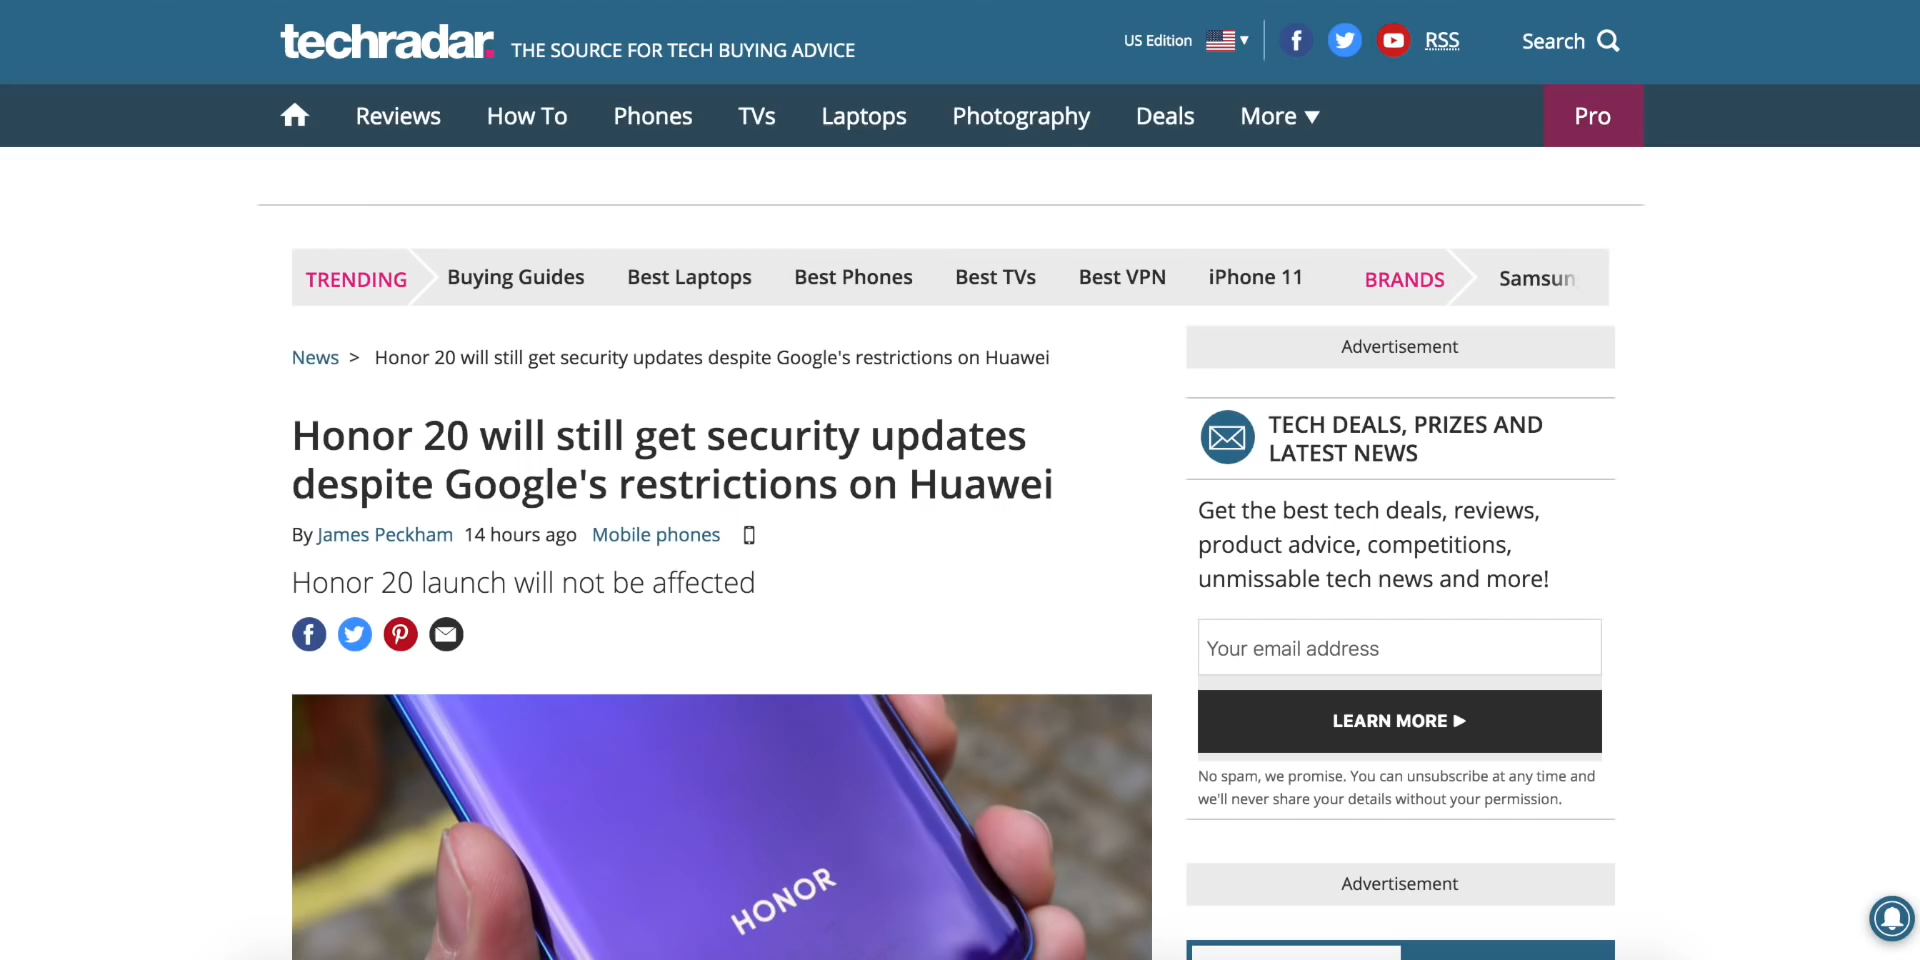 techradar.
THE SOURCE FOR TECH BUYING ADVICE
US Edition
RSS
Search
Reviews
How To
Phones
TVs
Laptops
Photography
Deals
More
Pro
TRENDING
Buying Guides
Best Laptops
Best Phones
Best TVs
Best VPN
iPhone 11
BRANDS
Samsun
News > Honor 20 will still get security updates despite Google's restrictions on Huawei
Honor 20 will still get security updates
despite Google's restrictions on Huawei
By James Peckham 14 hours ago Mobile phones
Honor 20 launch will not be affected
HONOR
Advertisement
TECH DEALS, PRIZES AND
LATEST NEWS
Get the best tech deals, reviews,
product advice, competitions,
unmissable tech news and more!
Your email address
LEARN MORE
No spam, we promise. You can unsubscribe at any time and
we'll never share your details without your permission.
Advertisement